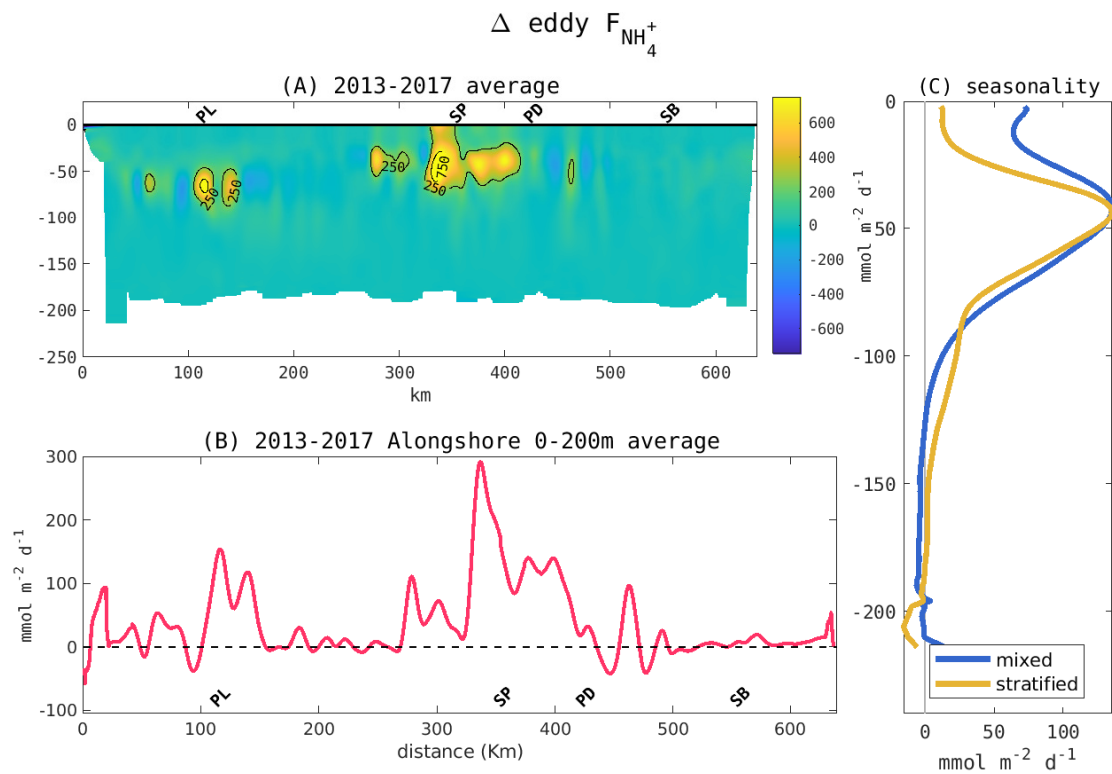 Δ eddy F_NH₄⁺
(A) 2013-2017 average
(C) seasonality
PL SP PD SB
0
-50
-100
-150
-200
-250
0 100 200 300 400 500 600
km
250 250 250 750 250
600
400
200
0
-200
-400
-600
(B) 2013-2017 Alongshore 0-200m average
300
200
100
0
-100
mmol m⁻² d⁻¹
PL SP PD SB
0 100 200 300 400 500 600
distance (Km)
0
-50
-100
-150
-200
mmol m⁻² d⁻¹
mixed
stratified
0 50 100
mmol m⁻² d⁻¹